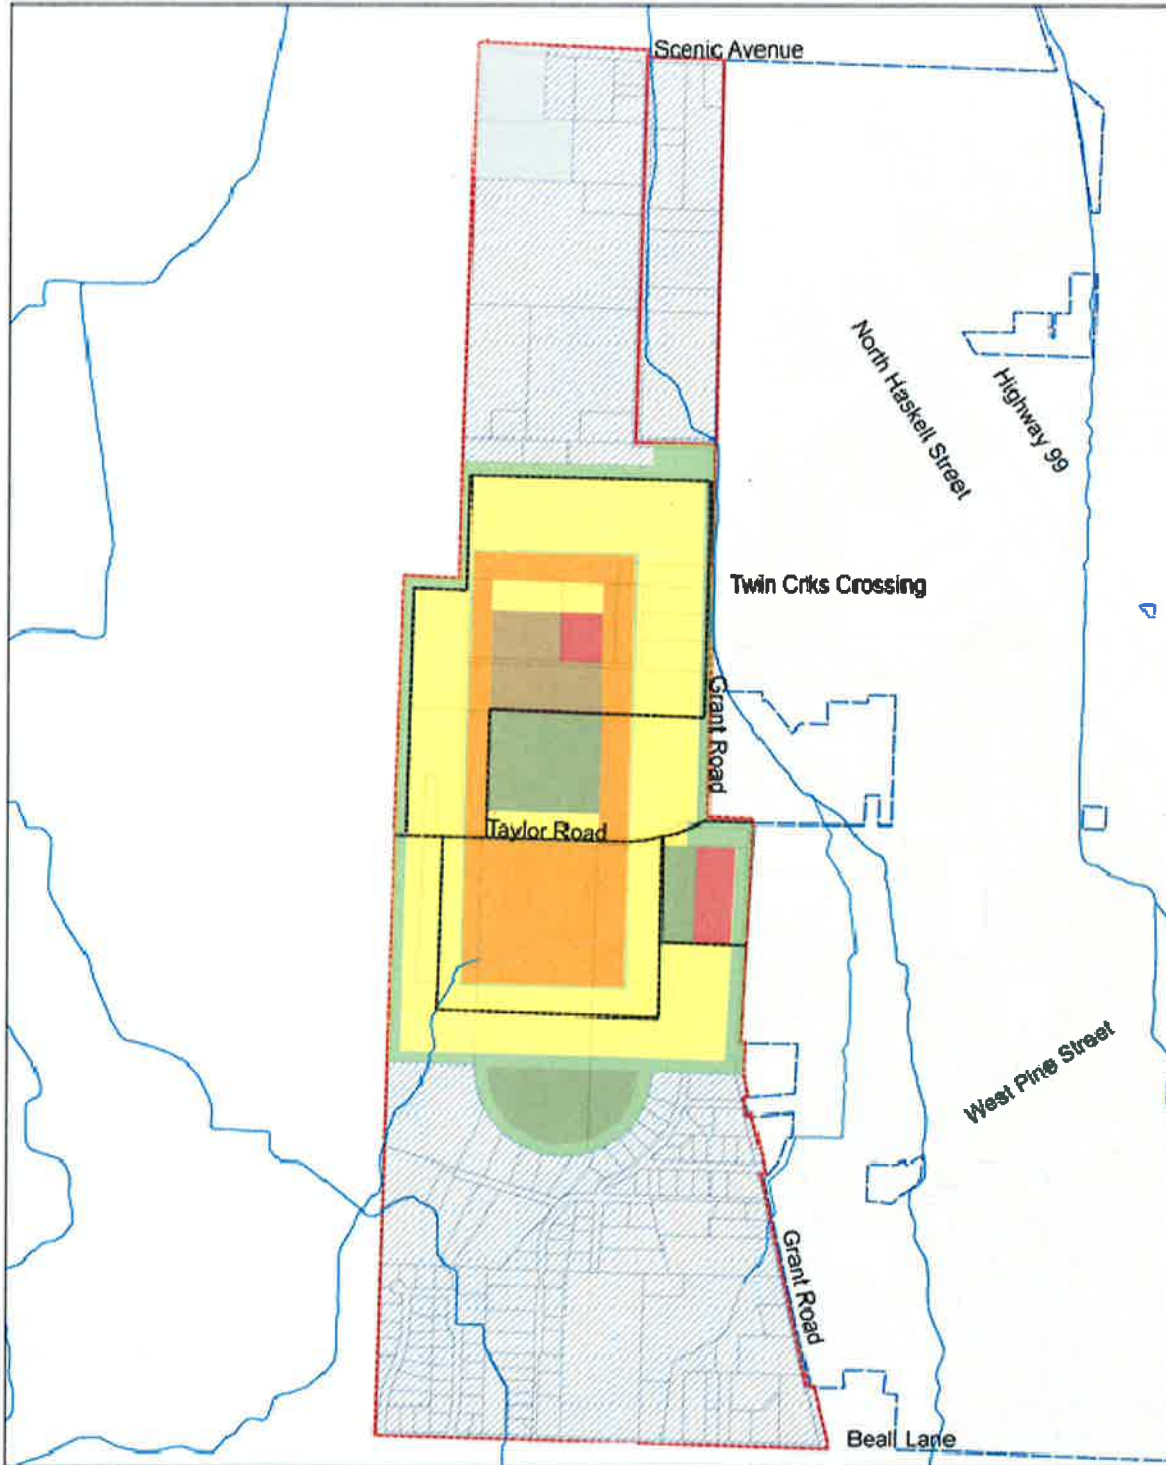 Scenic Avenue
North Haskell Street
Highway 99
Twin Crks Crossing
Grant Road
Taylor Road
West Pine Street
Grant Road
Beall Lane